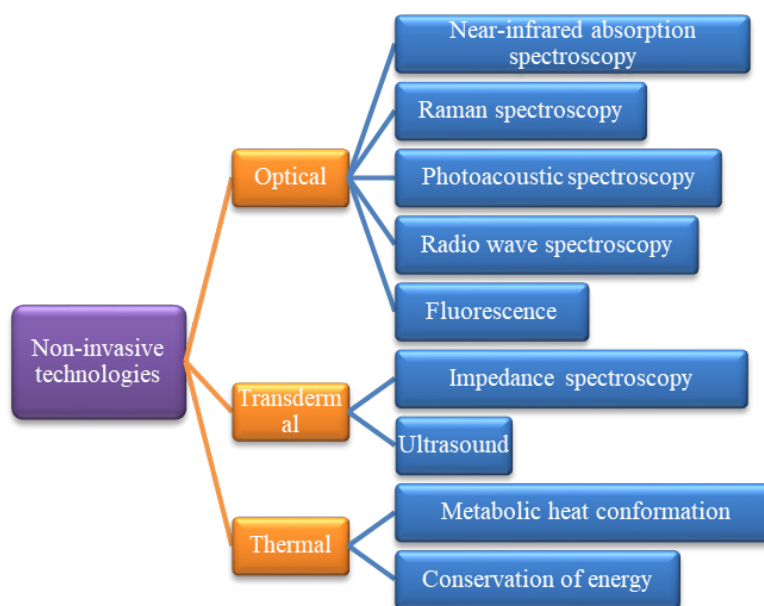 Near-infrared absorption
spectroscopy
Raman spectroscopy
Optical
Photoacoustic spectroscopy
Radio wave spectroscopy
Fluorescence
Non-invasive
technologies
Impedance spectroscopy
Transderm
al
Ultrasound
Metabolic heat conformation
Thermal
Conservation of energy